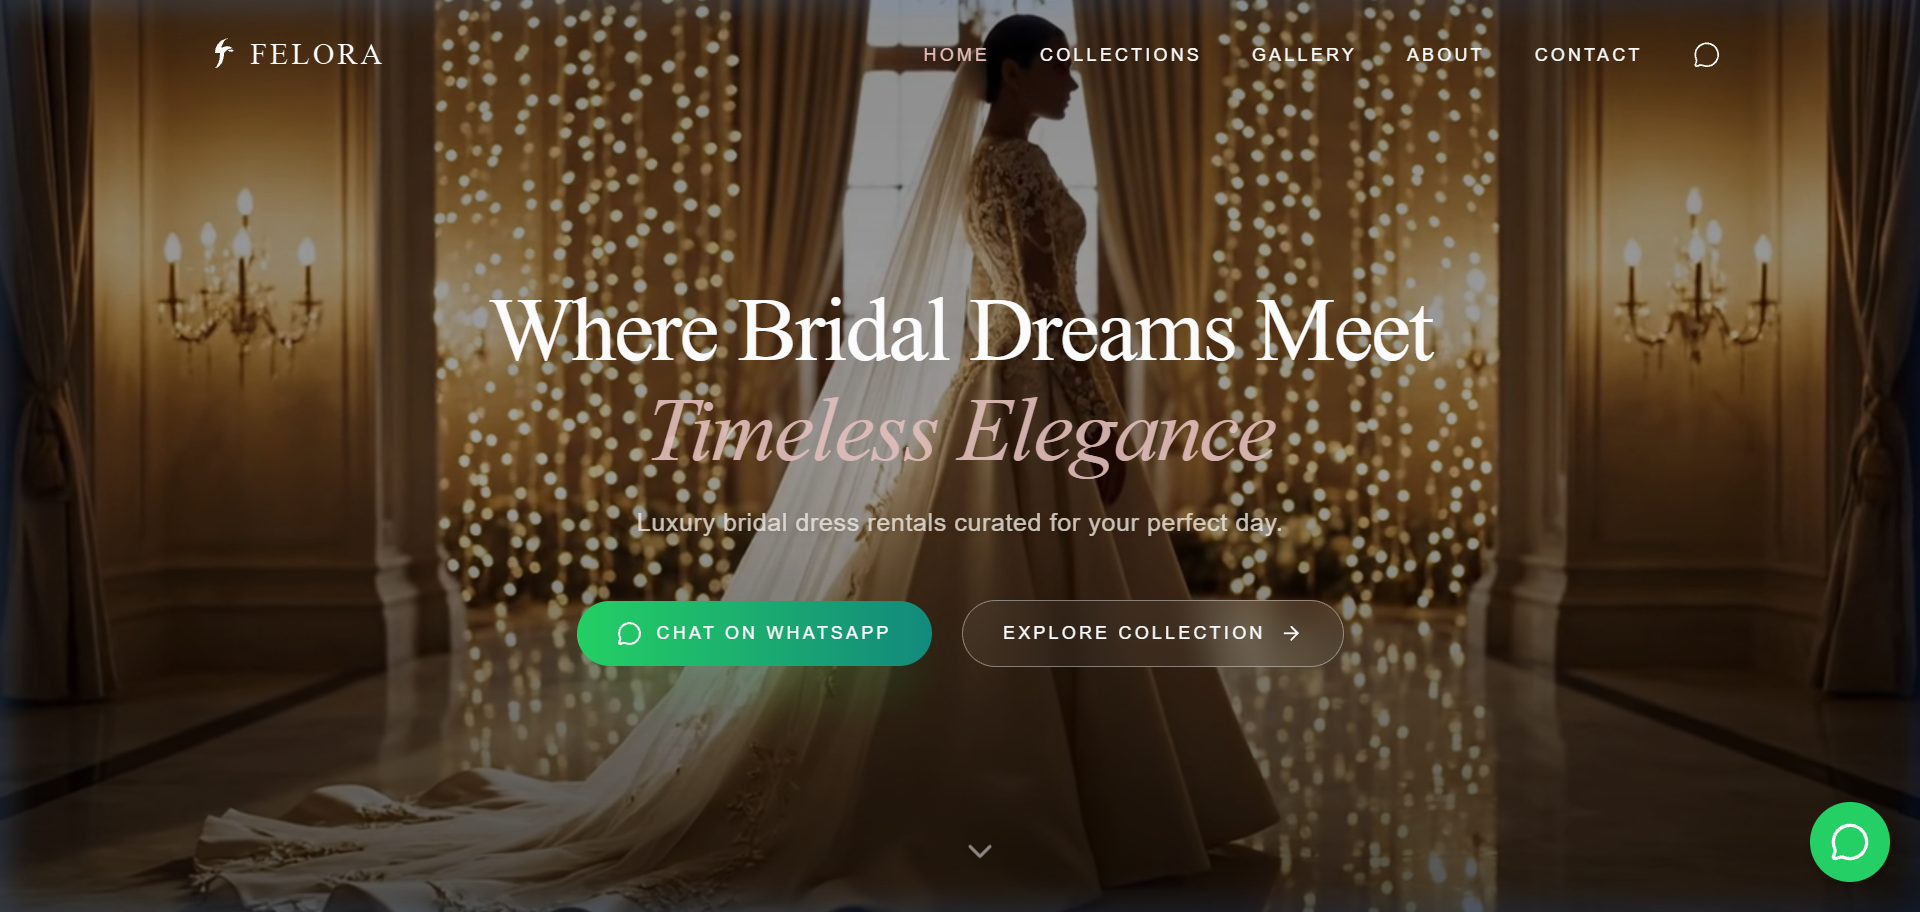 FELORA
HOME COLLECTIONS GALLERY ABOUT CONTACT
Where Bridal Dreams Meet
Timeless Elegance
Luxury bridal dress rentals curated for your perfect day.
CHAT ON WHATSAPP
EXPLORE COLLECTION